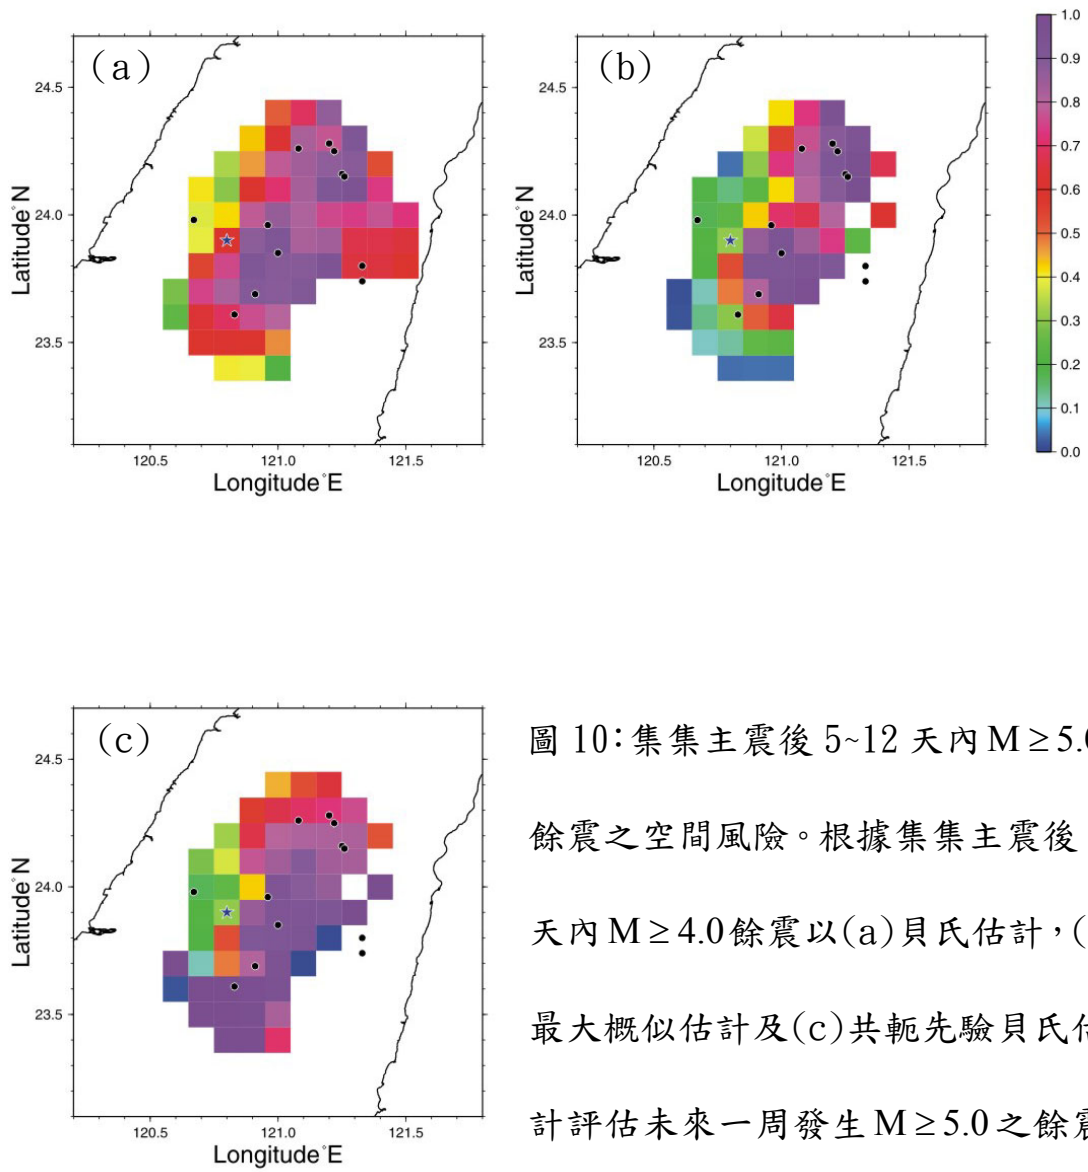 (a)
(b)
24.5
24.0
23.5
Latitude°N
120.5 121.0 121.5
Longitude°E
24.5
24.0
23.5
Latitude°N
120.5 121.0 121.5
Longitude°E
1.0
0.9
0.8
0.7
0.6
0.5
0.4
0.3
0.2
0.1
0.0
(c)
24.5
24.0
23.5
Latitude°N
120.5 121.0 121.5
Longitude°E
圖 10:集集主震後 5~12 天內 M ≥ 5.0
餘震之空間風險。根據集集主震後
天內 M ≥ 4.0 餘震以(a)貝氏估計，(
最大概似估計及(c)共軛先驗貝氏估
計評估未來一周發生 M ≥ 5.0 之餘震